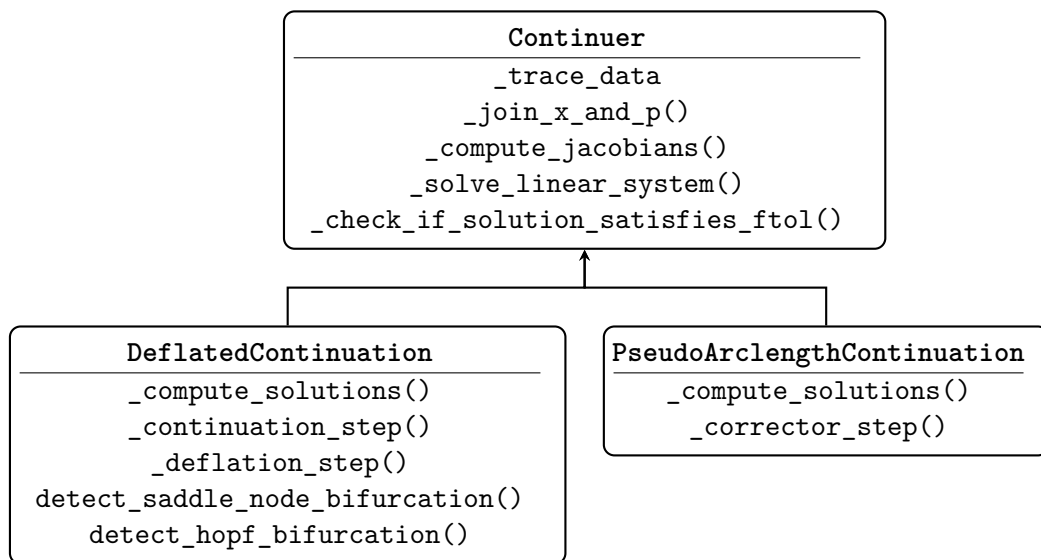 Continuer
_trace_data
_join_x_and_p()
_compute_jacobians()
_solve_linear_system()
_check_if_solution_satisfies_ftol()
DeflatedContinuation
_compute_solutions()
_continuation_step()
_deflation_step()
detect_saddle_node_bifurcation()
detect_hopf_bifurcation()
PseudoArclengthContinuation
_compute_solutions()
_corrector_step()